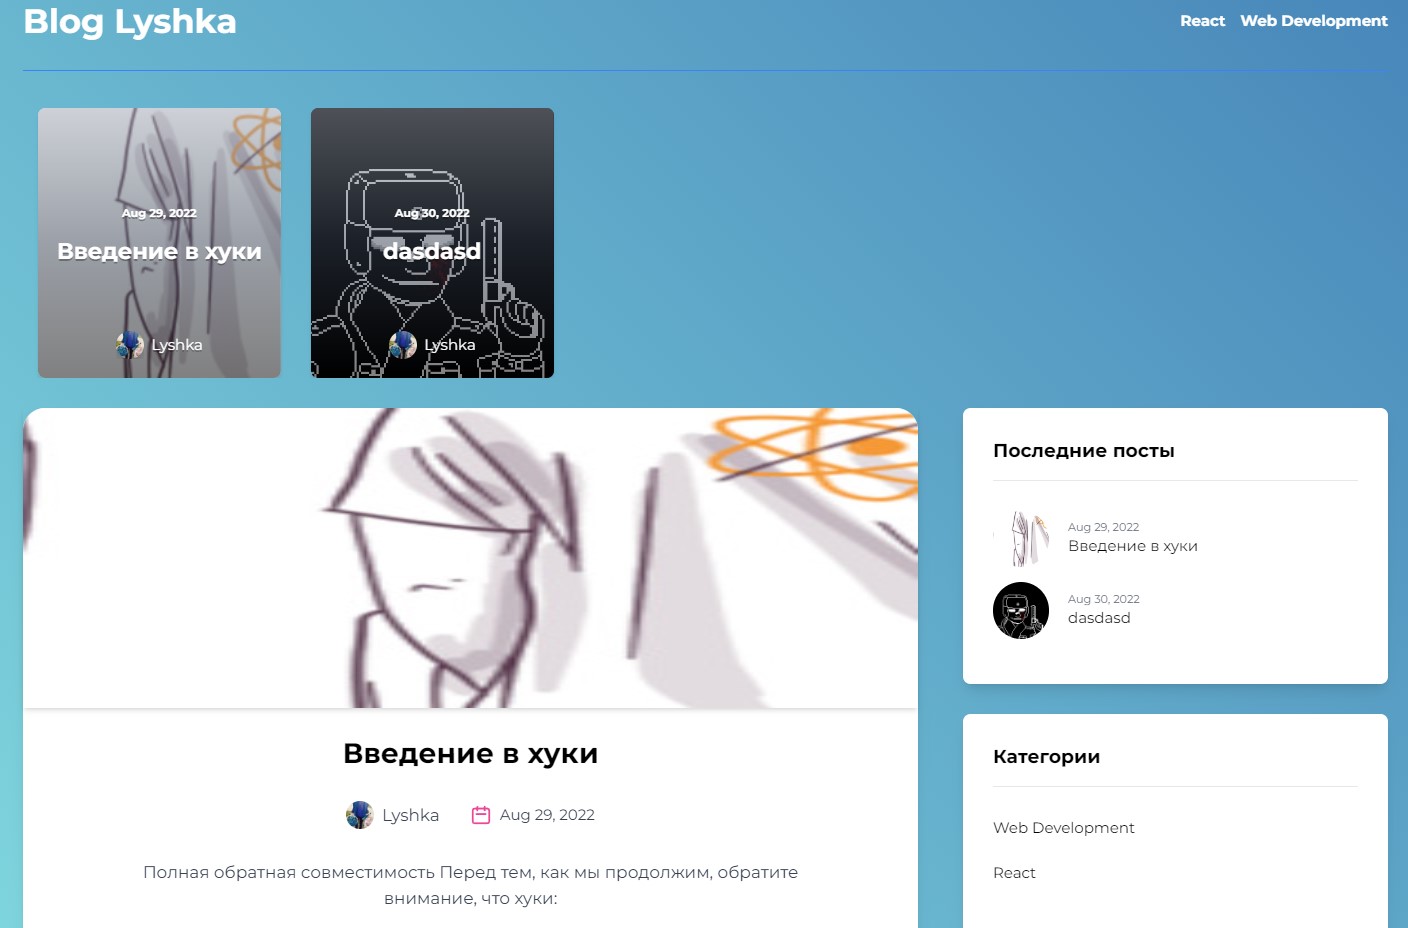 Blog Lyshka
React Web Development
Aug 29, 2022
Введение в хуки
Lyshka
Aug 30, 2022
dasdasd
Lyshka
Введение в хуки
Lyshka Aug 29, 2022
Полная обратная совместимость Перед тем, как мы продолжим, обратите
внимание, что хуки:
Последние посты
Aug 29, 2022
Введение в хуки
Aug 30, 2022
dasdasd
Категории
Web Development
React